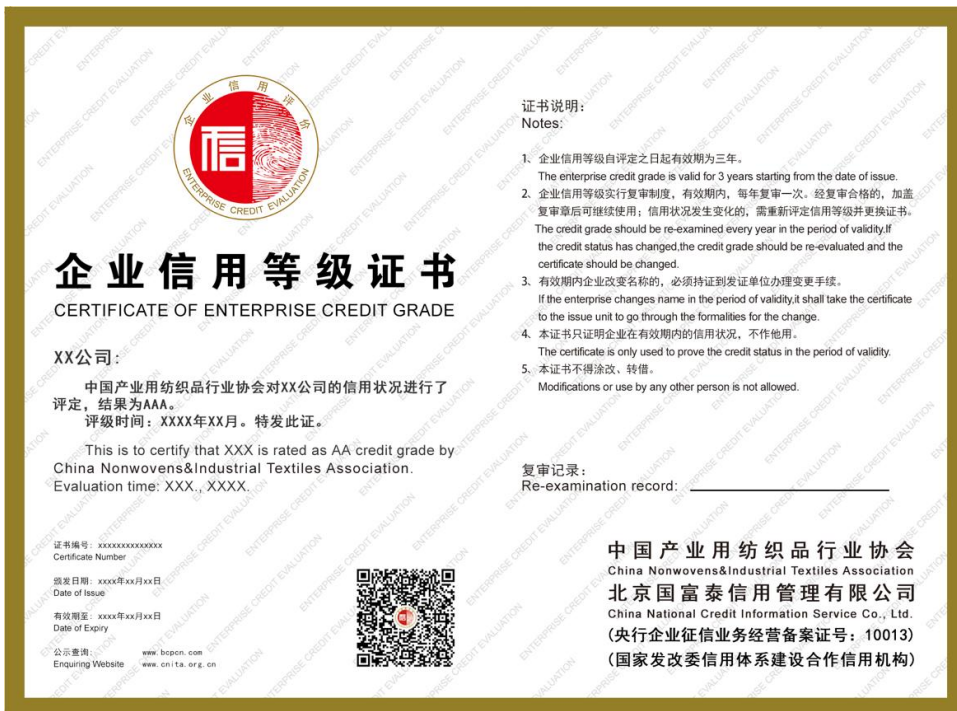 企业信用评价
信
ENTERPRISE CREDIT EVALUATION
企业信用等级证书
CERTIFICATE OF ENTERPRISE CREDIT GRADE
XX公司：
中国产业用纺织品行业协会对XX公司的信用状况进行了
评定，结果为AAA。
评级时间：XXXX年XX月。特发此证。
This is to certify that XXX is rated as AA credit grade by
China Nonwovens&Industrial Textiles Association.
Evaluation time: XXX., XXXX.
证书编号：xxxxxxxxxxxxxx
Certificate Number
颁发日期：xxxx年xx月xx日
Date of Issue
有效期至：xxxx年xx月xx日
Date of Expiry
公示查询： www.bcpcn.com
Enquiring Website www.cnita.org.cn
证书说明：
Notes:
1、企业信用等级自评定之日起有效期为三年。
The enterprise credit grade is valid for 3 years starting from the date of issue.
2、企业信用等级实行复审制度，有效期内，每年复审一次。经复审合格的，加盖
复审章后可继续使用；信用状况发生变化的，需重新评定信用等级并更换证书。
The credit grade should be re-examined every year in the period of validity.If
the credit status has changed,the credit grade should be re-evaluated and the
certificate should be changed.
3、有效期内企业改变名称的，必须持证到发证单位办理变更手续。
If the enterprise changes name in the period of validity,it shall take the certificate
to the issue unit to go through the formalities for the change.
4、本证书只证明企业在有效期内的信用状况，不作他用。
The certificate is only used to prove the credit status in the period of validity.
5、本证书不得涂改、转借。
Modifications or use by any other person is not allowed.
复审记录：
Re-examination record:
中国产业用纺织品行业协会
China Nonwovens&Industrial Textiles Association
北京国富泰信用管理有限公司
China National Credit Information Service Co., Ltd.
(央行企业征信业务经营备案证号：10013)
(国家发改委信用体系建设合作信用机构)